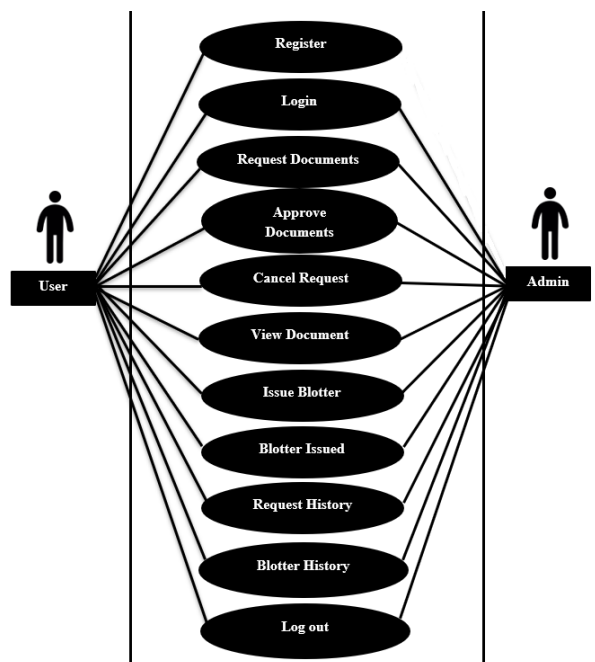 Register
Login
Request Documents
Approve
Documents
Cancel Request
User
Admin
View Document
Issue Blotter
Blotter Issued
Request History
Blotter History
Log out